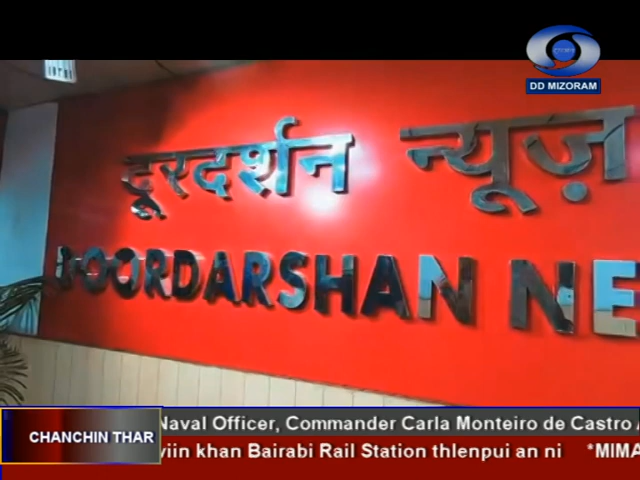 DD MIZORAM
दूरदर्शन न्यूज़
DOORDARSHAN NE
CHANCHIN THAR
Naval Officer, Commander Carla Monteiro de Castro A
yiin khan Bairabi Rail Station thlenpui an ni *MIMA